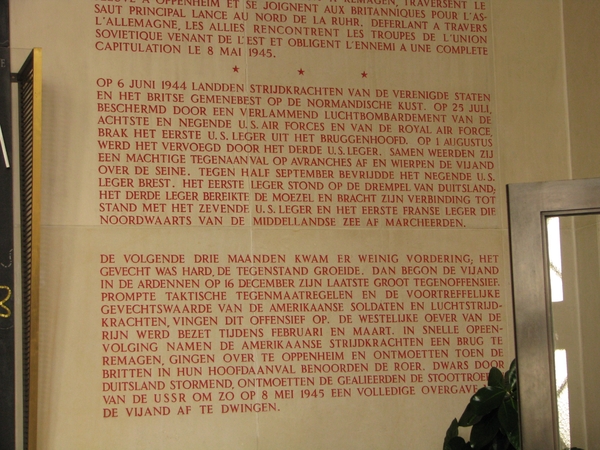 A REMAGEN, TRAVERSENT LE
FLEUVE A OPPENHEIM ET SE JOIGNENT AUX BRITANNIQUES POUR L'AS-
SAUT PRINCIPAL LANCE AU NORD DE LA RUHR. DEFERLANT A TRAVERS
L'ALLEMAGNE, LES ALLIES RENCONTRENT LES TROUPES DE L'UNION
SOVIETIQUE VENANT DE L'EST ET OBLIGENT L'ENNEMI A UNE COMPLETE
CAPITULATION LE 8 MAI 1945.
OP 6 JUNI 1944 LANDDEN STRIJDKRACHTEN VAN DE VERENIGDE STATEN
EN HET BRITSE GEMENEBEST OP DE NORMANDISCHE KUST. OP 25 JULI,
BESCHERMD DOOR EEN VERLAMMEND LUCHTBOMBARDEMENT VAN DE
ACHTSTE EN NEGENDE U.S. AIR FORCES EN VAN DE ROYAL AIR FORCE,
BRAK HET EERSTE U.S. LEGER UIT HET BRUGGENHOOFD. OP 1 AUGUSTUS
WERD HET VERVOEGD DOOR HET DERDE U.S. LEGER. SAMEN WEERDEN ZIJ
EEN MACHTIGE TEGENAANVAL OP AVRANCHES AF EN WIERPEN DE VIJAND
OVER DE SEINE. TEGEN HALF SEPTEMBER BEVRIJDDE HET NEGENDE U.S.
LEGER BREST. HET EERSTE LEGER STOND OP DE DREMPEL VAN DUITSLAND;
HET DERDE LEGER BEREIKTE DE MOEZEL EN BRACHT ZIJN VERBINDING TOT
STAND MET HET ZEVENDE U.S. LEGER EN HET EERSTE FRANSE LEGER DIE
NOORDWAARTS VAN DE MIDDELLANDSE ZEE AF MARCHEERDEN.
DE VOLGENDE DRIE MAANDEN KWAM ER WEINIG VORDERING; HET
GEVECHT WAS HARD, DE TEGENSTAND GROEIDE. DAN BEGON DE VIJAND
IN DE ARDENNEN OP 16 DECEMBER ZIJN LAATSTE GROOT TEGENOFFENSIEF.
PROMPTE TAKTISCHE TEGENMAATREGELEN EN DE VOORTREFFELIJKE
GEVECHTSWAARDE VAN DE AMERIKAANSE SOLDATEN EN LUCHTSTRIJD-
KRACHTEN, VINGEN DIT OFFENSIEF OP. DE WESTELIJKE OEVER VAN DE
RIJN WERD BEZET TIJDENS FEBRUARI EN MAART. IN SNELLE OPEEN-
VOLGING NAMEN DE AMERIKAANSE STRIJDKRACHTEN EEN BRUG TE
REMAGEN, GINGEN OVER TE OPPENHEIM EN ONTMOETTEN TOEN DE
BRITTEN IN HUN HOOFDAANVAL BENOORDEN DE ROER. DWARS DOOR
DUITSLAND STORMEND, ONTMOETTEN DE GEALIEERDEN DE STOOTTROEPEN
VAN DE USSR OM ZO OP 8 MEI 1945 EEN VOLLEDIGE OVERGAVE
DE VIJAND AF TE DWINGEN.